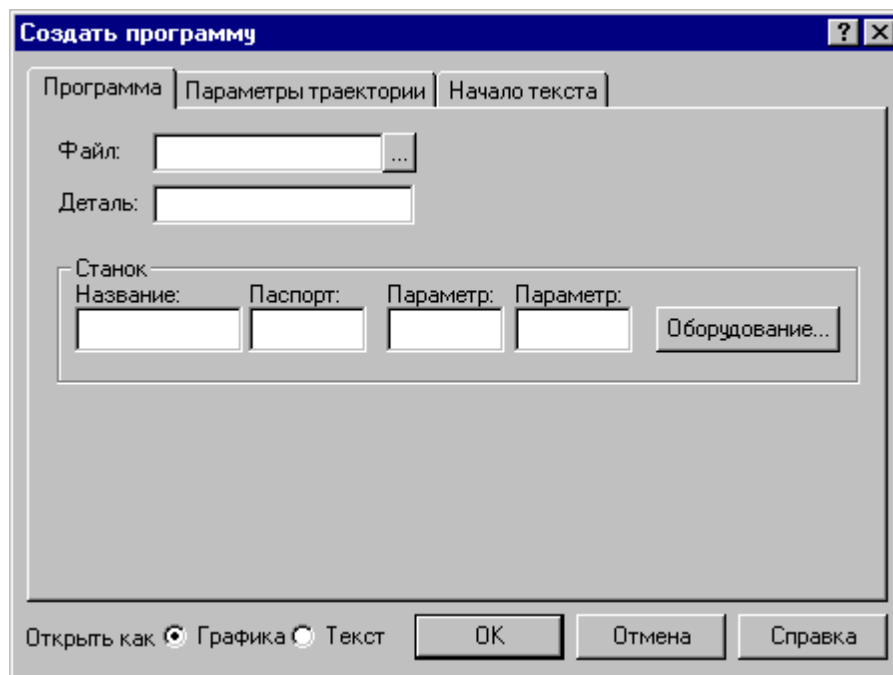 Создать программу
Программа Параметры траектории Начало текста
Файл: ...
Деталь:
Станок
Название: Паспорт: Параметр: Параметр:
Оборудование...
Открыть как Графика Текст OK Отмена Справка